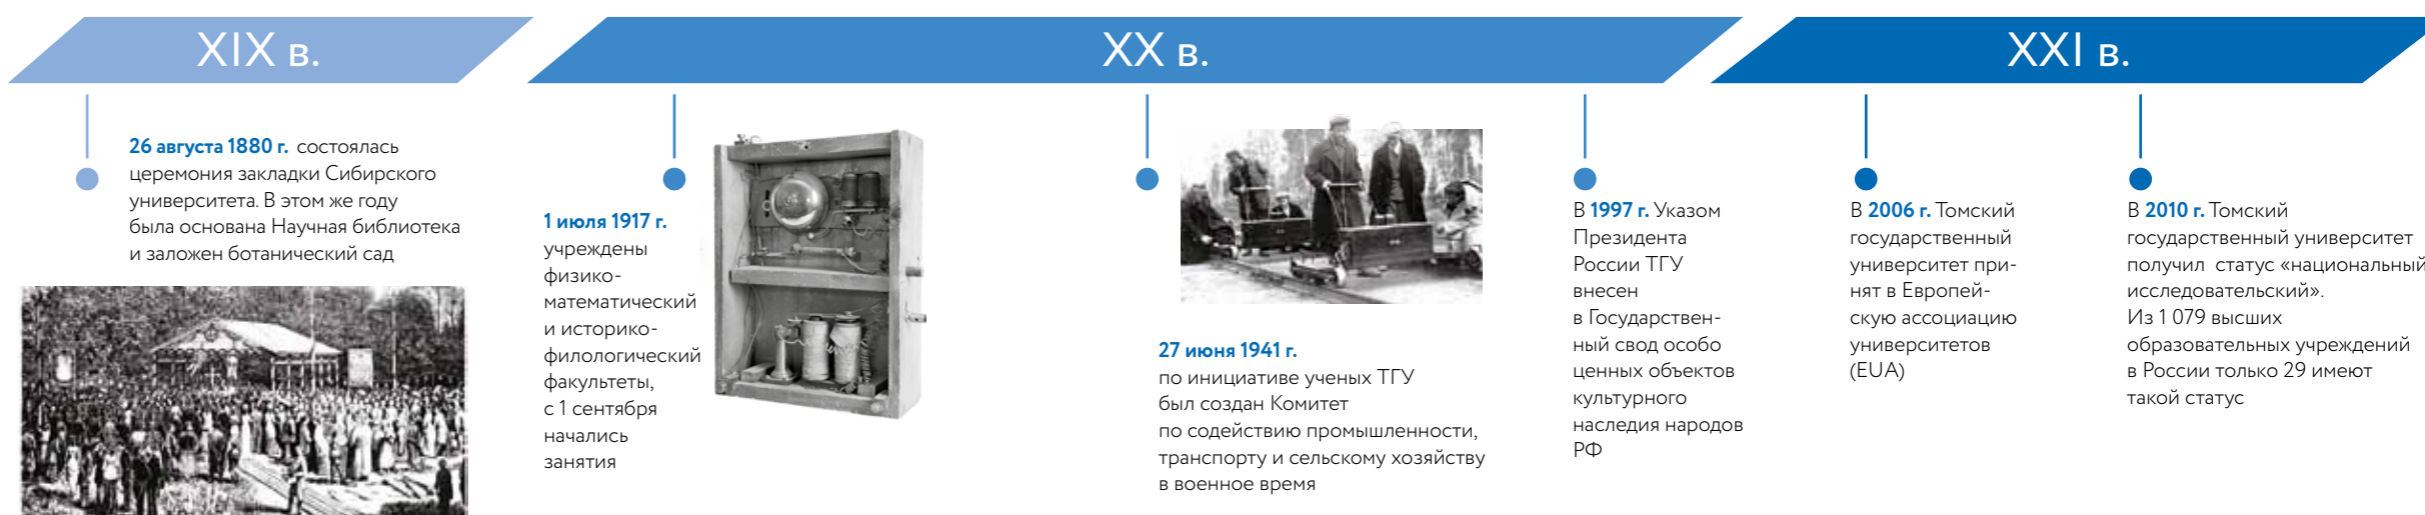 XIX в.
XX в.
XXI в.
26 августа 1880 г. состоялась
церемония закладки Сибирского
университета. В этом же году
была основана Научная библиотека
и заложен ботанический сад
1 июля 1917 г.
учреждены
физико-
математический
и историко-
филологический
факультеты,
с 1 сентября
начались
занятия
27 июня 1941 г.
по инициативе ученых ТГУ
был создан Комитет
по содействию промышленности,
транспорту и сельскому хозяйству
в военное время
В 1997 г. Указом
Президента
России ТГУ
внесен
в Государствен-
ный свод особо
ценных объектов
культурного
наследия народов
РФ
В 2006 г. Томский
государственный
университет при-
нят в Европей-
скую ассоциацию
университетов
(EUA)
В 2010 г. Томский
государственный университет
получил статус «национальный
исследовательский».
Из 1 079 высших
образовательных учреждений
в России только 29 имеют
такой статус